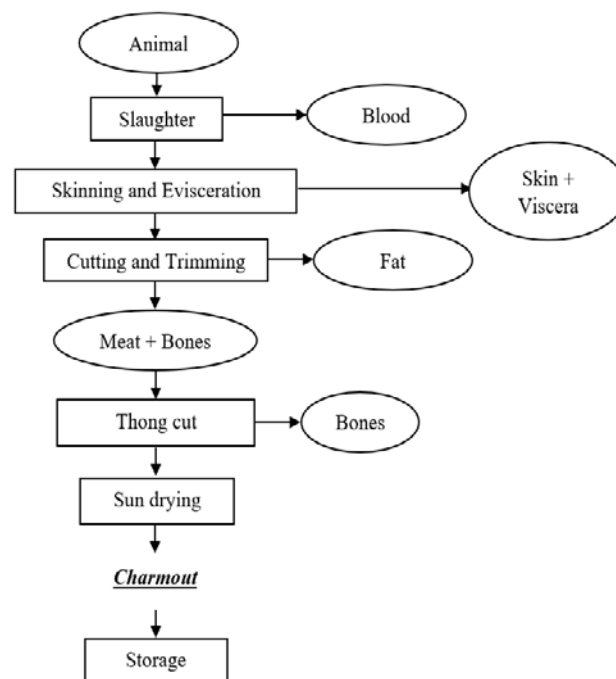 Animal
Slaughter
Blood
Skinning and Evisceration
Skin +
Viscera
Cutting and Trimming
Fat
Meat + Bones
Thong cut
Bones
Sun drying
Charmout
Storage